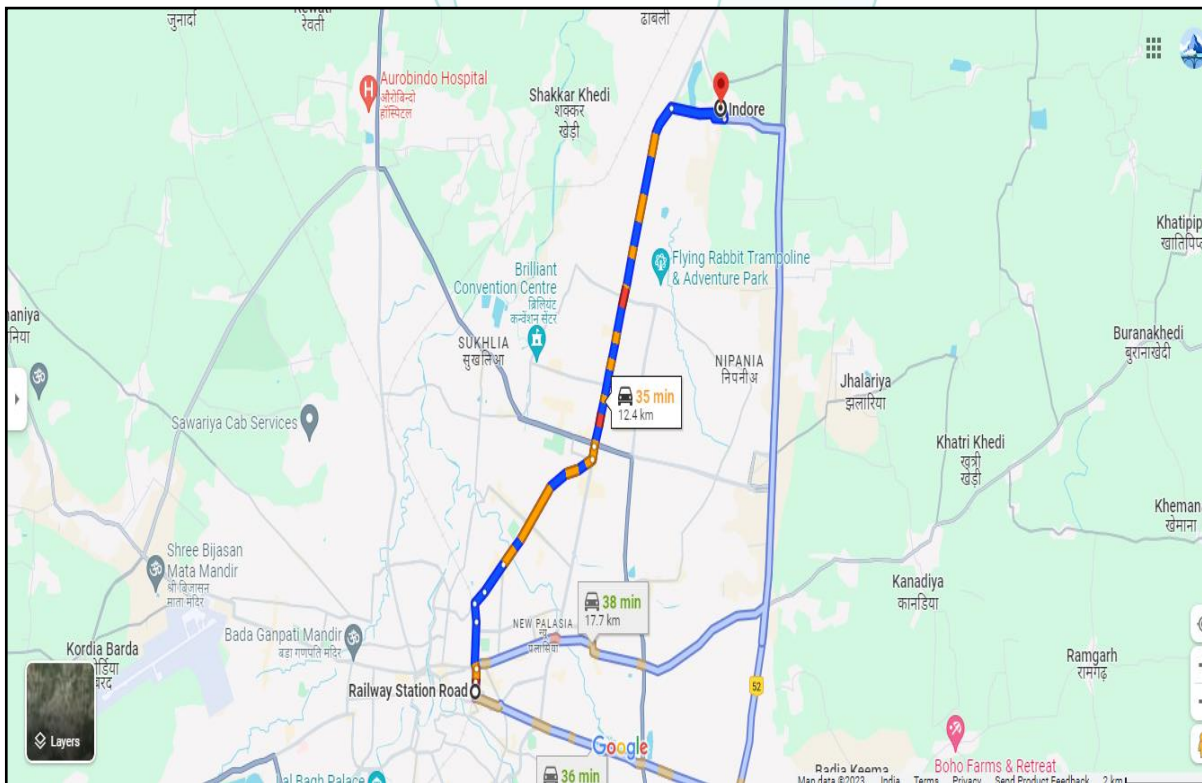 जुनार्दा
रेवती
ढाबली
Aurobindo Hospital
औरोबिन्दो
हॉस्पिटल
Shakkar Khedi
शक्कर
खेड़ी
Indore
Khatipip
Flying Rabbit Trampoline
& Adventure Park
Brilliant
Convention Centre
ब्रिलियंट
कन्वेंशन सेंटर
SUKHLIA
सुखलिआ
NIPANIA
निपनीअ
Buranakhedi
बुरानाखेदी
Jhalariya
झलारिया
35 min
12.4 km
Sawariya Cab Services
Khatri Khedi
खत्री
खेड़ी
Kheman
खेमाना
Shree Bijasan
Mata Mandir
श्री बिजासन
माता मंदिर
Kanadiya
कानडिया
38 min
17.7 km
NEW PALASIA
Bada Ganpati Mandir
बड़ा गणपति मंदिर
Kordia Barda
Ramgarh
रामगढ़
Railway Station Road
52
Layers
Google
36 min
Lal Bagh Palace
Badia Keema
Boho Farms & Retreat
Map data ©2023 India Terms Privacy Send Product Feedback 2 km